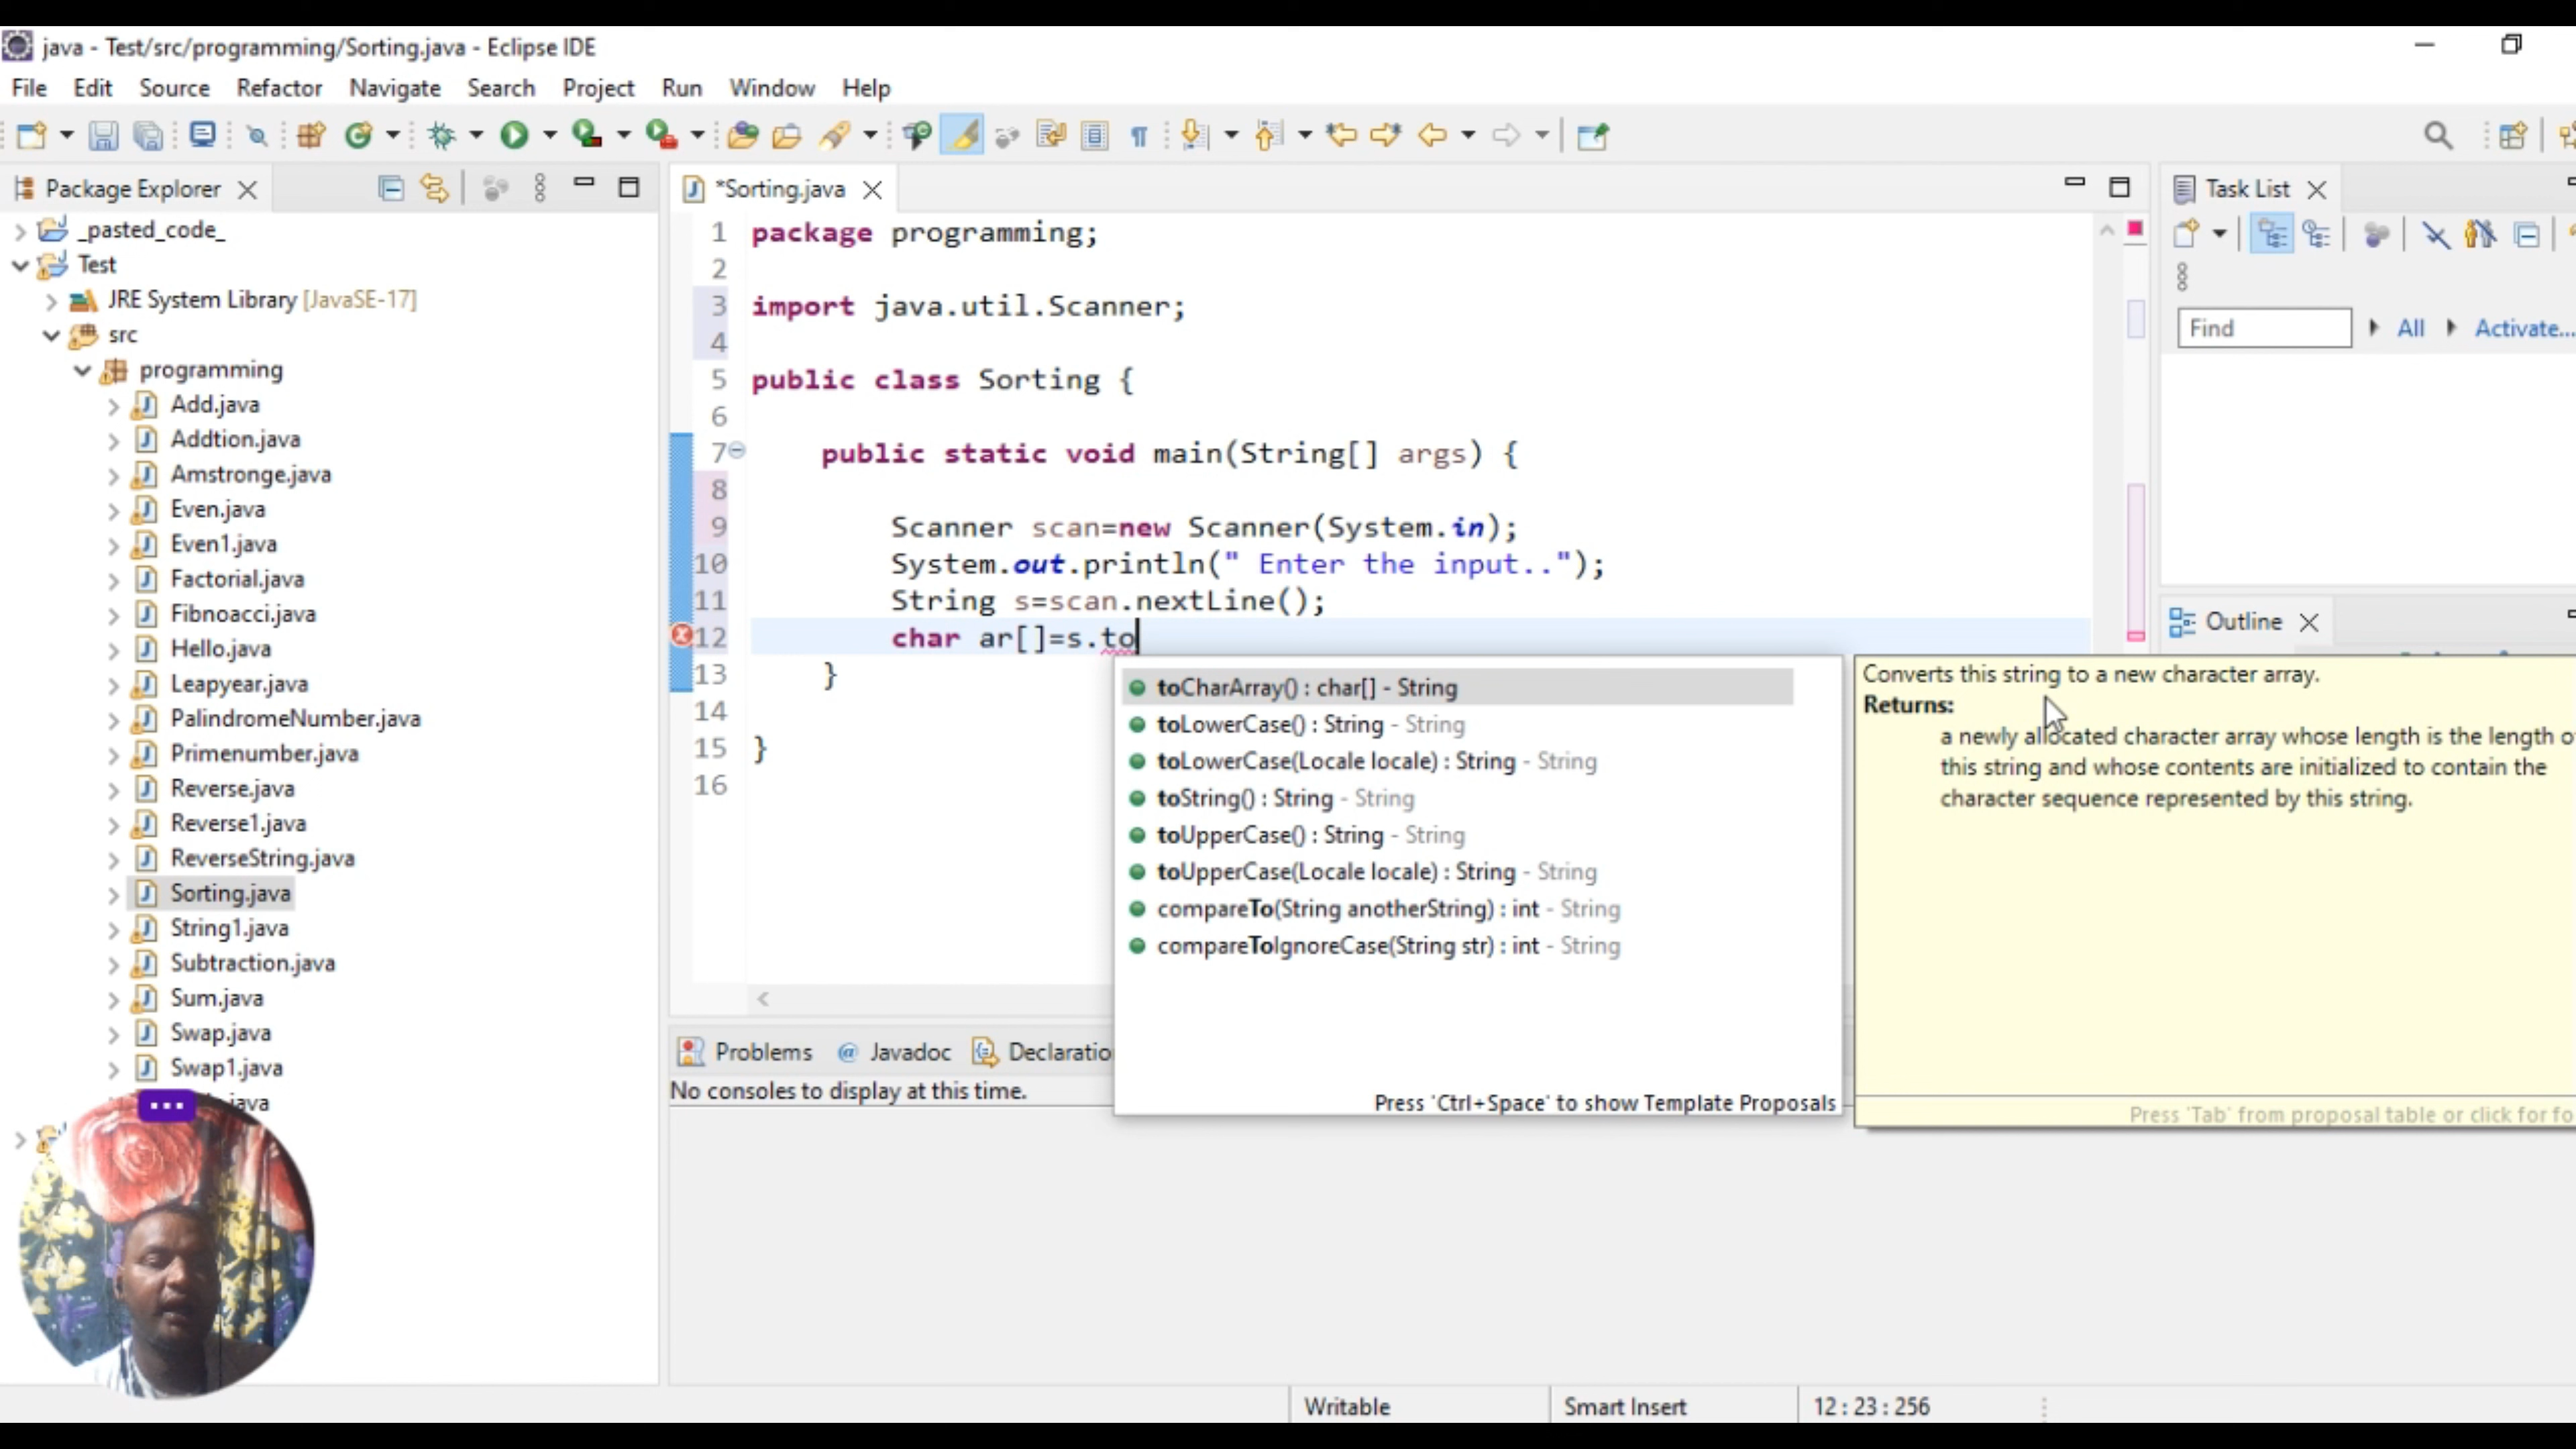 java - Test/src/programming/Sorting.java - Eclipse IDE
File Edit Source Refactor Navigate Search Project Run Window Help
Package Explorer
_pasted_code_
Test
JRE System Library [JavaSE-17]
src
programming
Add.java
Addtion.java
Amstronge.java
Even.java
Even1.java
Factorial.java
Fibnoacci.java
Hello.java
Leapyear.java
PalindromeNumber.java
Primenumber.java
Reverse.java
Reverse1.java
ReverseString.java
Sorting.java
String1.java
Subtraction.java
Sum.java
Swap.java
Swap1.java
.java
*Sorting.java
1 package programming;
2
3 import java.util.Scanner;
4
5 public class Sorting {
6
7 public static void main(String[] args) {
8
9 Scanner scan=new Scanner(System.in);
10 System.out.println(" Enter the input..");
11 String s=scan.nextLine();
12 char ar[]=s.to
13 }
14
15 }
16
toCharArray() : char[] - String
toLowerCase() : String - String
toLowerCase(Locale locale) : String - String
toString() : String - String
toUpperCase() : String - String
toUpperCase(Locale locale) : String - String
compareTo(String anotherString) : int - String
compareToIgnoreCase(String str) : int - String
Press 'Ctrl+Space' to show Template Proposals
Converts this string to a new character array.
Returns:
a newly allocated character array whose length is the length o
this string and whose contents are initialized to contain the
character sequence represented by this string.
Press 'Tab' from proposal table or click for fo
Task List
Find All Activate...
Outline
Problems Javadoc Declaratio
No consoles to display at this time.
Writable Smart Insert 12 : 23 : 256